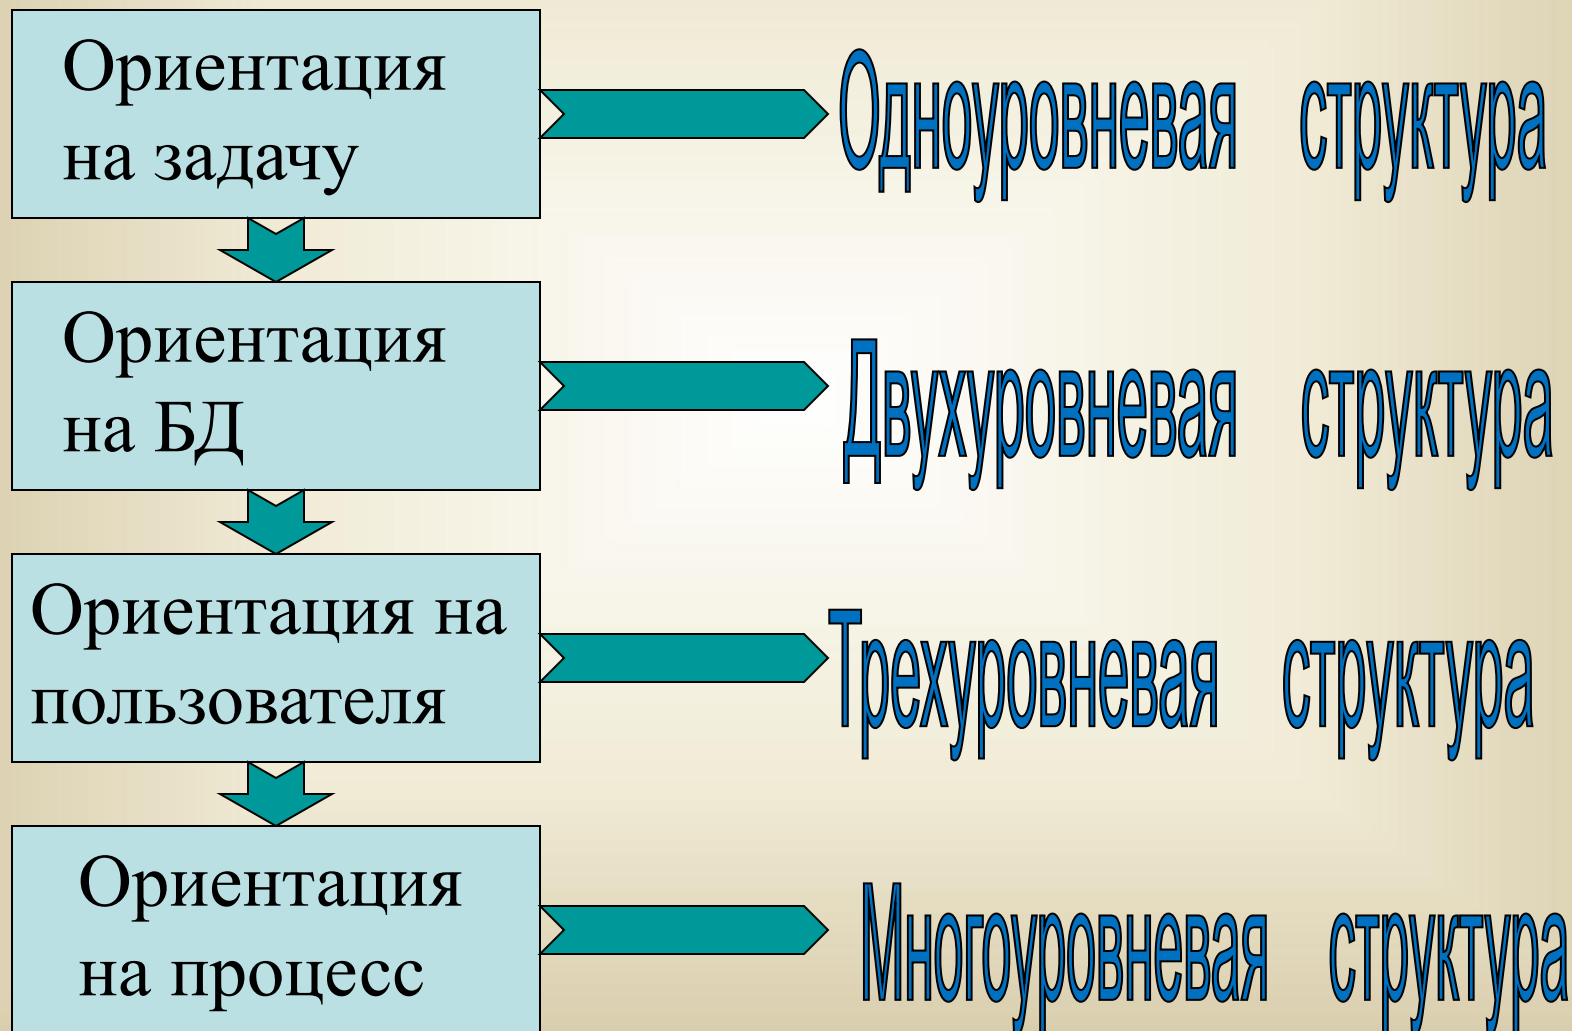 Ориентация
на задачу
Одноуровневая структура
Ориентация
на БД
Двухуровневая структура
Ориентация на
пользователя
Трехуровневая структура
Ориентация
на процесс
Многоуровневая структура